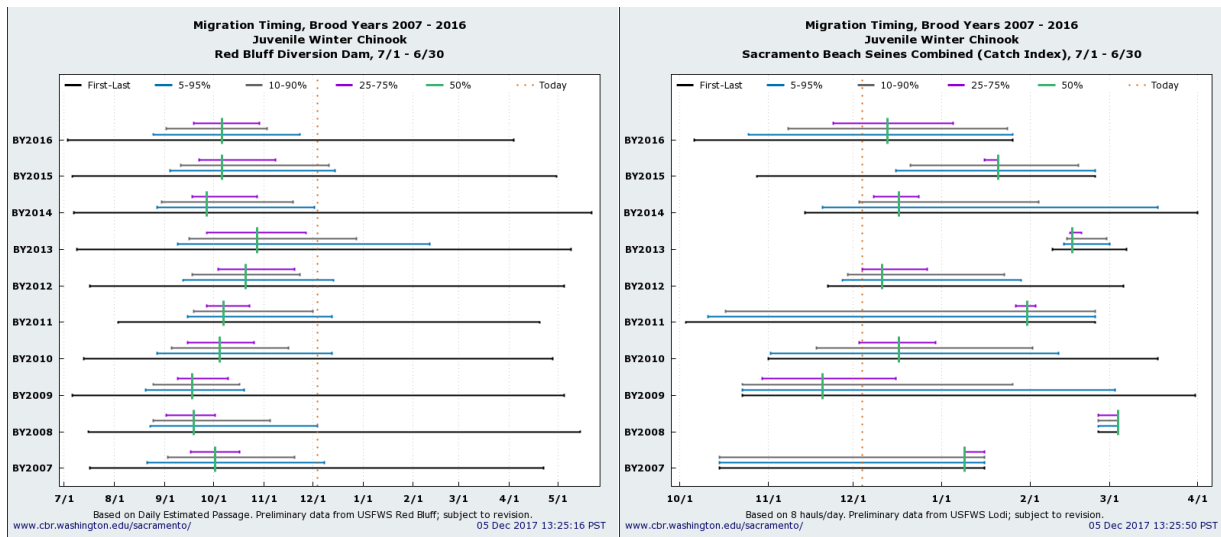 Migration Timing, Brood Years 2007 - 2016
Juvenile Winter Chinook
Red Bluff Diversion Dam, 7/1 - 6/30
First-Last 5-95% 10-90% 25-75% 50% Today
BY2016
BY2015
BY2014
BY2013
BY2012
BY2011
BY2010
BY2009
BY2008
BY2007
7/1 8/1 9/1 10/1 11/1 12/1 1/1 2/1 3/1 4/1 5/1
Based on Daily Estimated Passage. Preliminary data from USFWS Red Bluff; subject to revision.
www.cbr.washington.edu/sacramento/ 05 Dec 2017 13:25:16 PST
Migration Timing, Brood Years 2007 - 2016
Juvenile Winter Chinook
Sacramento Beach Seines Combined (Catch Index), 7/1 - 6/30
First-Last 5-95% 10-90% 25-75% 50% Today
BY2016
BY2015
BY2014
BY2013
BY2012
BY2011
BY2010
BY2009
BY2008
BY2007
10/1 11/1 12/1 1/1 2/1 3/1 4/1
Based on 8 hauls/day. Preliminary data from USFWS Lodi; subject to revision.
www.cbr.washington.edu/sacramento/ 05 Dec 2017 13:25:50 PST